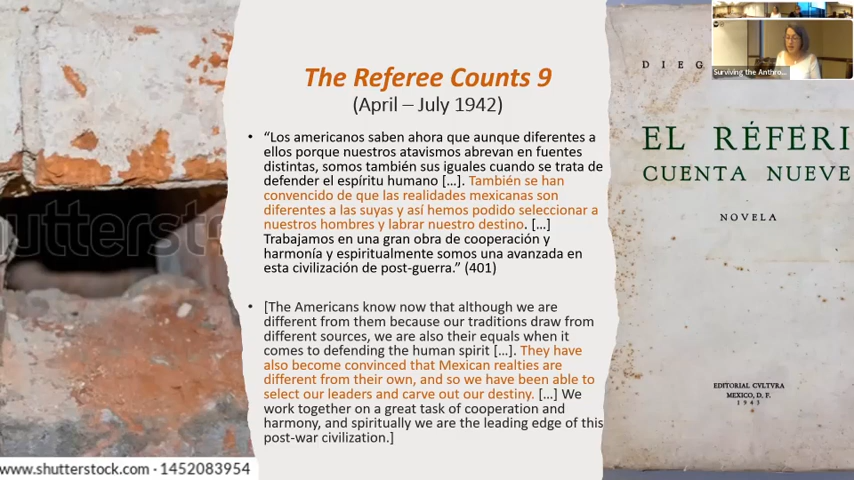 The Referee Counts 9
(April – July 1942)
• “Los americanos saben ahora que aunque diferentes a
ellos porque nuestros atavismos abrevan en fuentes
distintas, somos también sus iguales cuando se trata de
defender el espíritu humano […]. También se han
convencido de que las realidades mexicanas son
diferentes a las suyas y así hemos podido seleccionar a
nuestros hombres y labrar nuestro destino. […]
Trabajamos en una gran obra de cooperación y
harmonía y espiritualmente somos una avanzada en
esta civilización de post-guerra.” (401)
• [The Americans know now that although we are
different from them because our traditions draw from
different sources, we are also their equals when it
comes to defending the human spirit […]. They have
also become convinced that Mexican realties are
different from their own, and so we have been able to
select our leaders and carve out our destiny. […] We
work together on a great task of cooperation and
harmony, and spiritually we are the leading edge of this
post-war civilization.]
utterst
www.shutterstock.com · 1452083954
Surviving the Anthro...
DIEG
EL RÉFERI
CUENTA NUEVE
NOVELA
EDITORIAL CVLTVRA
MEXICO, D. F.
1943